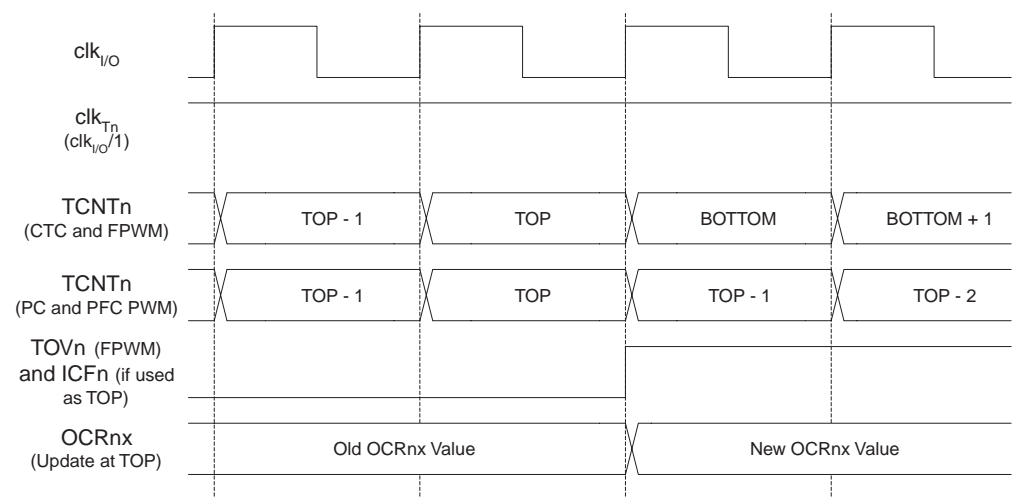 clkI/O
clkTn
(clkI/O/1)
TCNTn
(CTC and FPWM)
TOP - 1 TOP BOTTOM BOTTOM + 1
TCNTn
(PC and PFC PWM)
TOP - 1 TOP TOP - 1 TOP - 2
TOVn (FPWM)
and ICFn (if used
as TOP)
OCRnx
(Update at TOP)
Old OCRnx Value New OCRnx Value